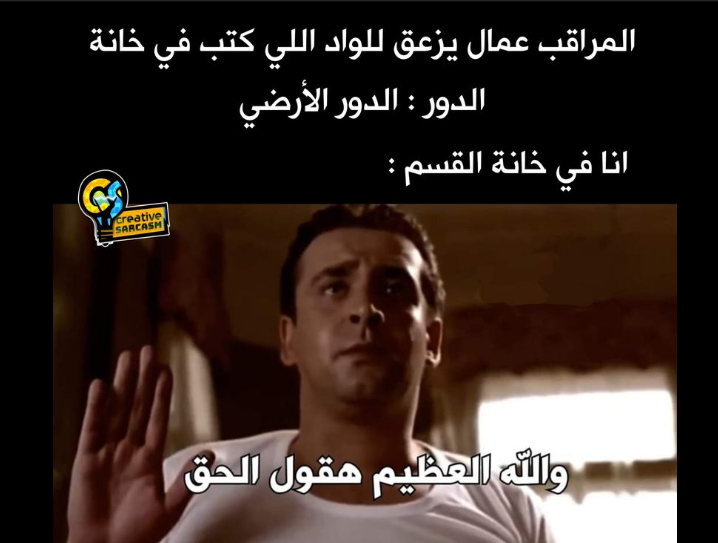 المراقب عمال يزعق للواد اللي كتب في خانة
الدور : الدور الأرضي
انا في خانة القسم :
creative
SARCASM
والله العظيم هقول الحق